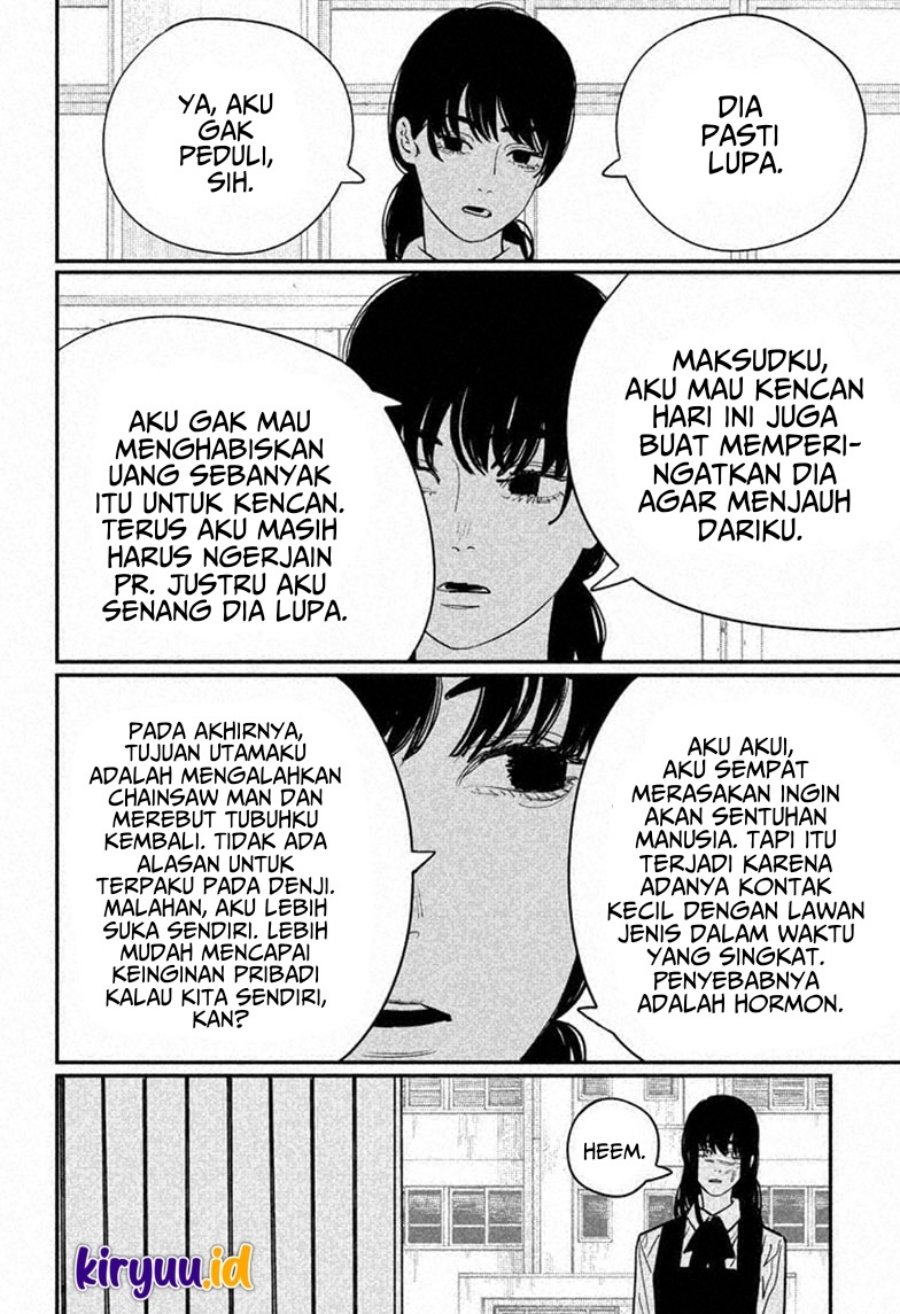 DIA
PASTI
LUPA.
YA, AKU
GAK
PEDULI,
SIH.
MAKSUDKU,
AKU MAU KENCAN
HARI INI JUGA
BUAT MEMPERI-
NGATKAN DIA
AGAR MENJAUH
DARIKU.
AKU GAK MAU
MENGHABISKAN
UANG SEBANYAK
ITU UNTUK KENCAN.
TERUS AKU MASIH
HARUS NGERJAIN
PR. JUSTRU AKU
SENANG DIA LUPA.
AKU AKUI,
AKU SEMPAT
MERASAKAN INGIN
AKAN SENTUHAN
MANUSIA. TAPI ITU
TERJADI KARENA
ADANYA KONTAK
KECIL DENGAN LAWAN
JENIS DALAM WAKTU
YANG SINGKAT.
PENYEBABNYA
ADALAH HORMON.
PADA AKHIRNYA,
TUJUAN UTAMAKU
ADALAH MENGALAHKAN
CHAINSAW MAN DAN
MEREBUT TUBUHKU
KEMBALI. TIDAK ADA
ALASAN UNTUK
TERPAKU PADA DENJI.
MALAHAN, AKU LEBIH
SUKA SENDIRI. LEBIH
MUDAH MENCAPAI
KEINGINAN PRIBADI
KALAU KITA SENDIRI,
KAN?
HEEM.
kiryuu.id